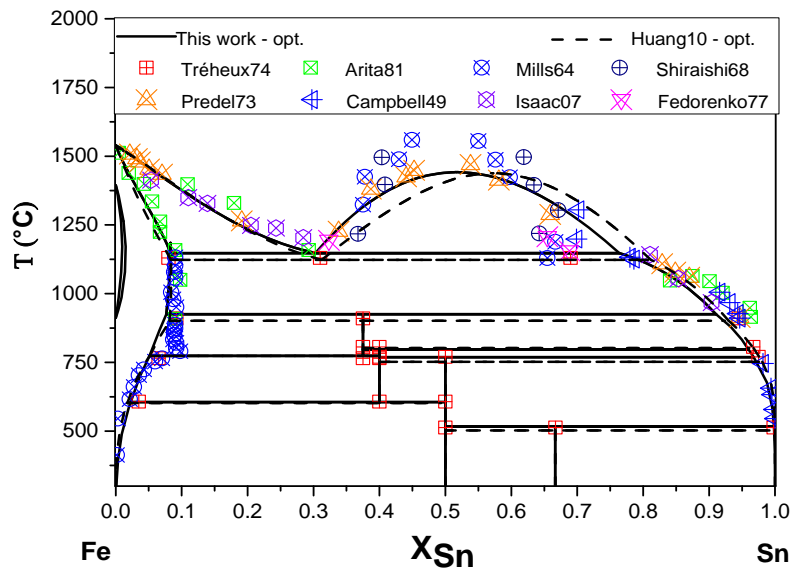 2000
This work - opt. Huang10 - opt.
Tréheux74 Arita81 Mills64 Shiraishi68
Predel73 Campbell49 Isaac07 Fedorenko77
1750
1500
1250
1000
750
500
T (°C)
0.0 0.1 0.2 0.3 0.4 0.5 0.6 0.7 0.8 0.9 1.0
Fe XSn Sn